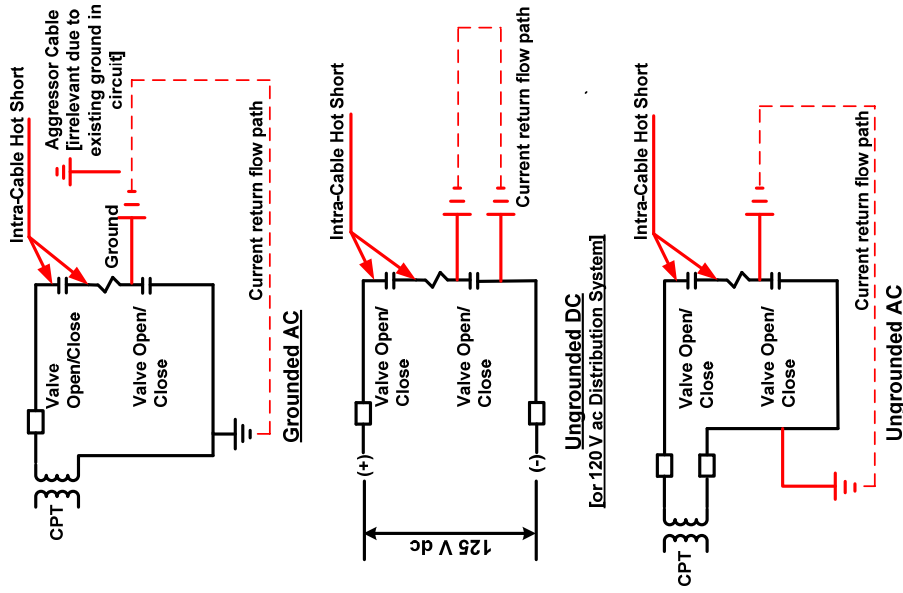 Intra-Cable Hot Short
Aggressor Cable
[irrelevant due to
existing ground in
circuit]
Ground
Valve
Open/Close
Valve Open/
Close
CPT
Current return flow path
Grounded AC
Intra-Cable Hot Short
(+)
Valve Open/
Close
Valve Open/
Close
(-)
125 V dc
Current return flow path
Ungrounded DC
[or 120 V ac Distribution System]
Intra-Cable Hot Short
Valve Open/
Close
Valve Open/
Close
CPT
Current return flow path
Ungrounded AC